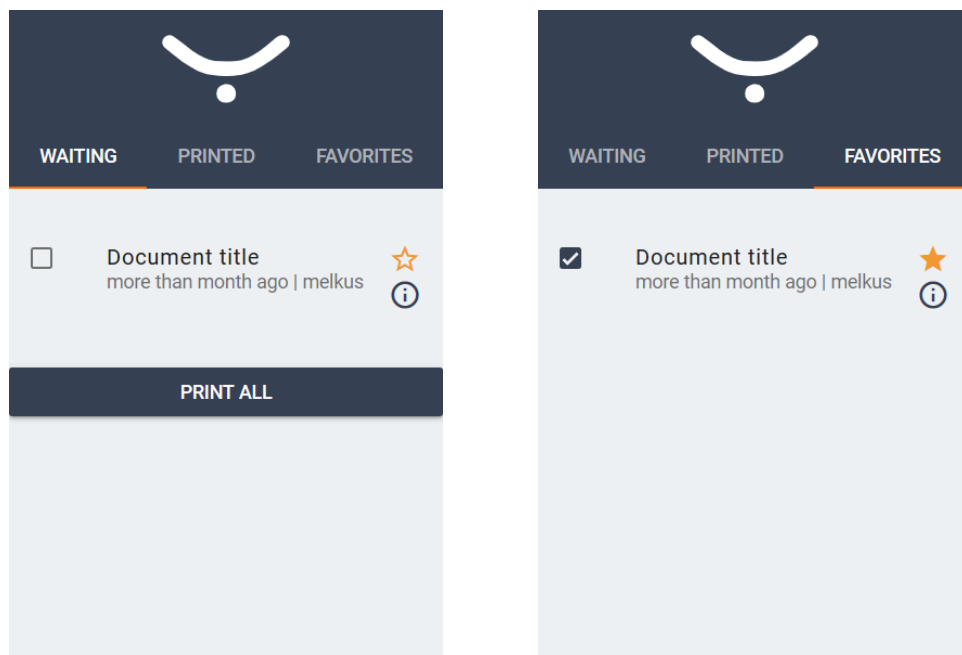 WAITING PRINTED FAVORITES
Document title
more than month ago | melkus
PRINT ALL
WAITING PRINTED FAVORITES
Document title
more than month ago | melkus